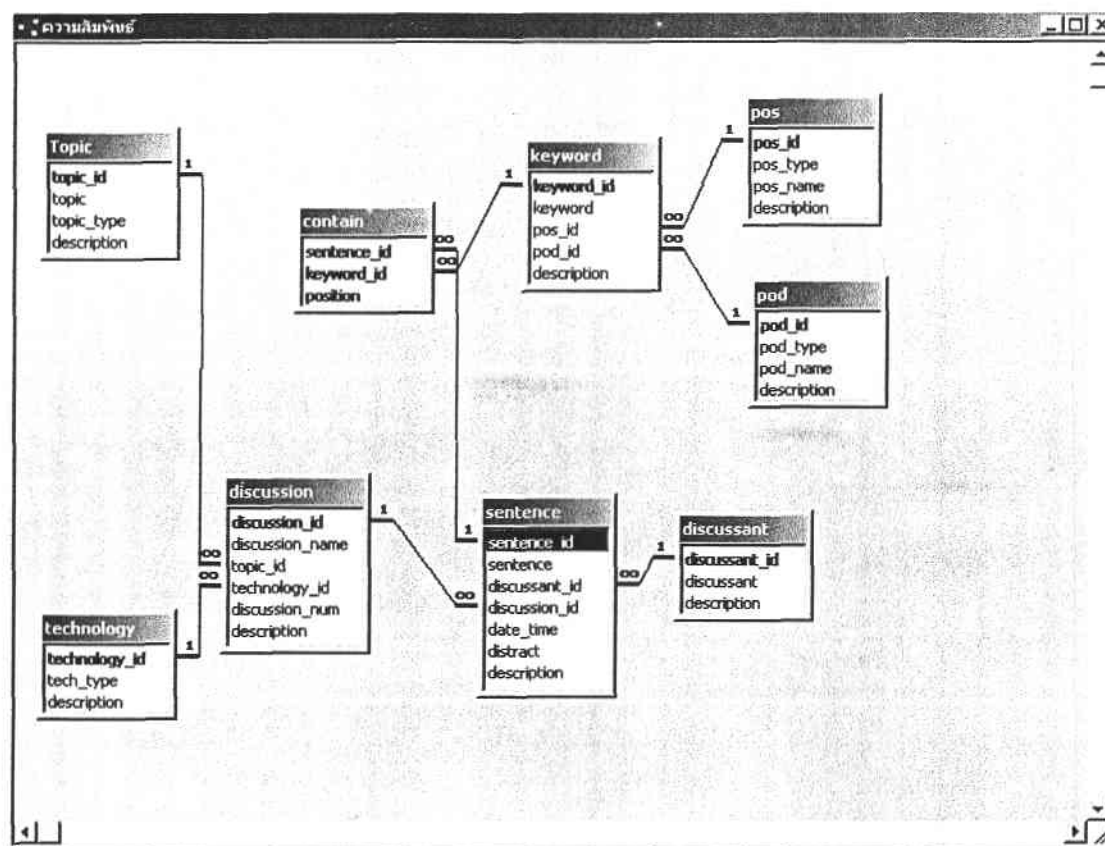 ความสัมพันธ์
Topic
topic_id
topic
topic_type
description
1
contain
sentence_id
keyword_id
position
∞
∞
keyword
keyword_id
keyword
pos_id
pod_id
description
1
∞
∞
pos
pos_id
pos_type
pos_name
description
1
pod
pod_id
pod_type
pod_name
description
1
discussion
discussion_id
discussion_name
topic_id
technology_id
discussion_num
description
∞
∞
1
technology
technology_id
tech_type
description
1
sentence
sentence_id
sentence
discussant_id
discussion_id
date_time
distract
description
1
∞
∞
discussant
discussant_id
discussant
description
1